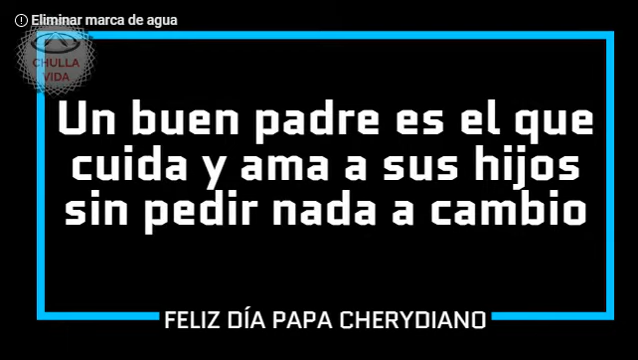 Eliminar marca de agua
CHULLA
VIDA
Un buen padre es el que
cuida y ama a sus hijos
sin pedir nada a cambio
FELIZ DÍA PAPA CHERYDIANO